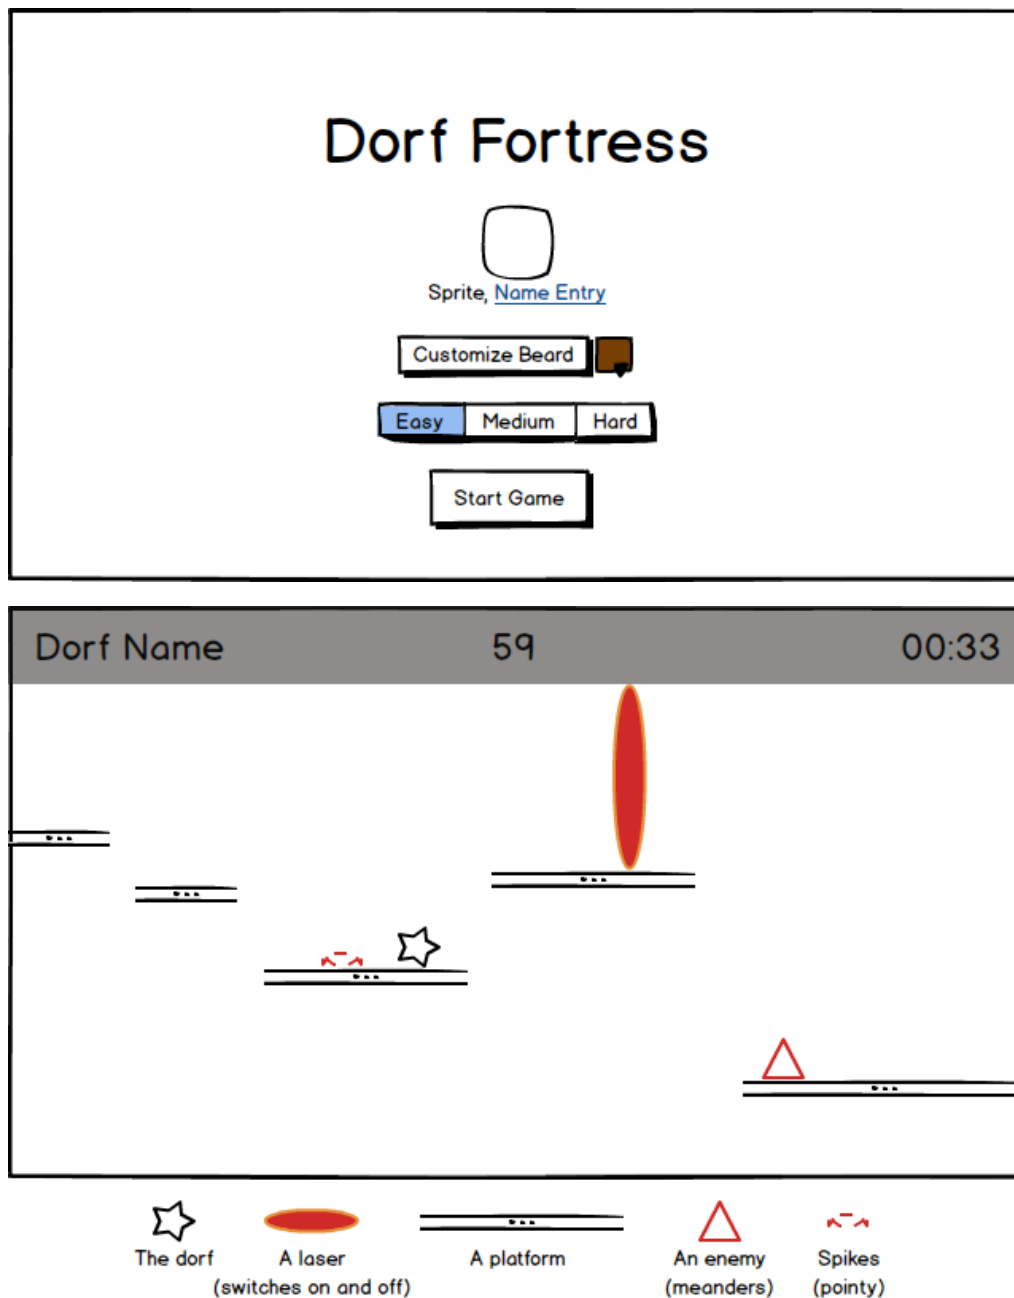 Dorf Fortress
Sprite, Name Entry
Customize Beard
Easy Medium Hard
Start Game
Dorf Name 59 00:33
The dorf
A laser
(switches on and off)
A platform
An enemy
(meanders)
Spikes
(pointy)